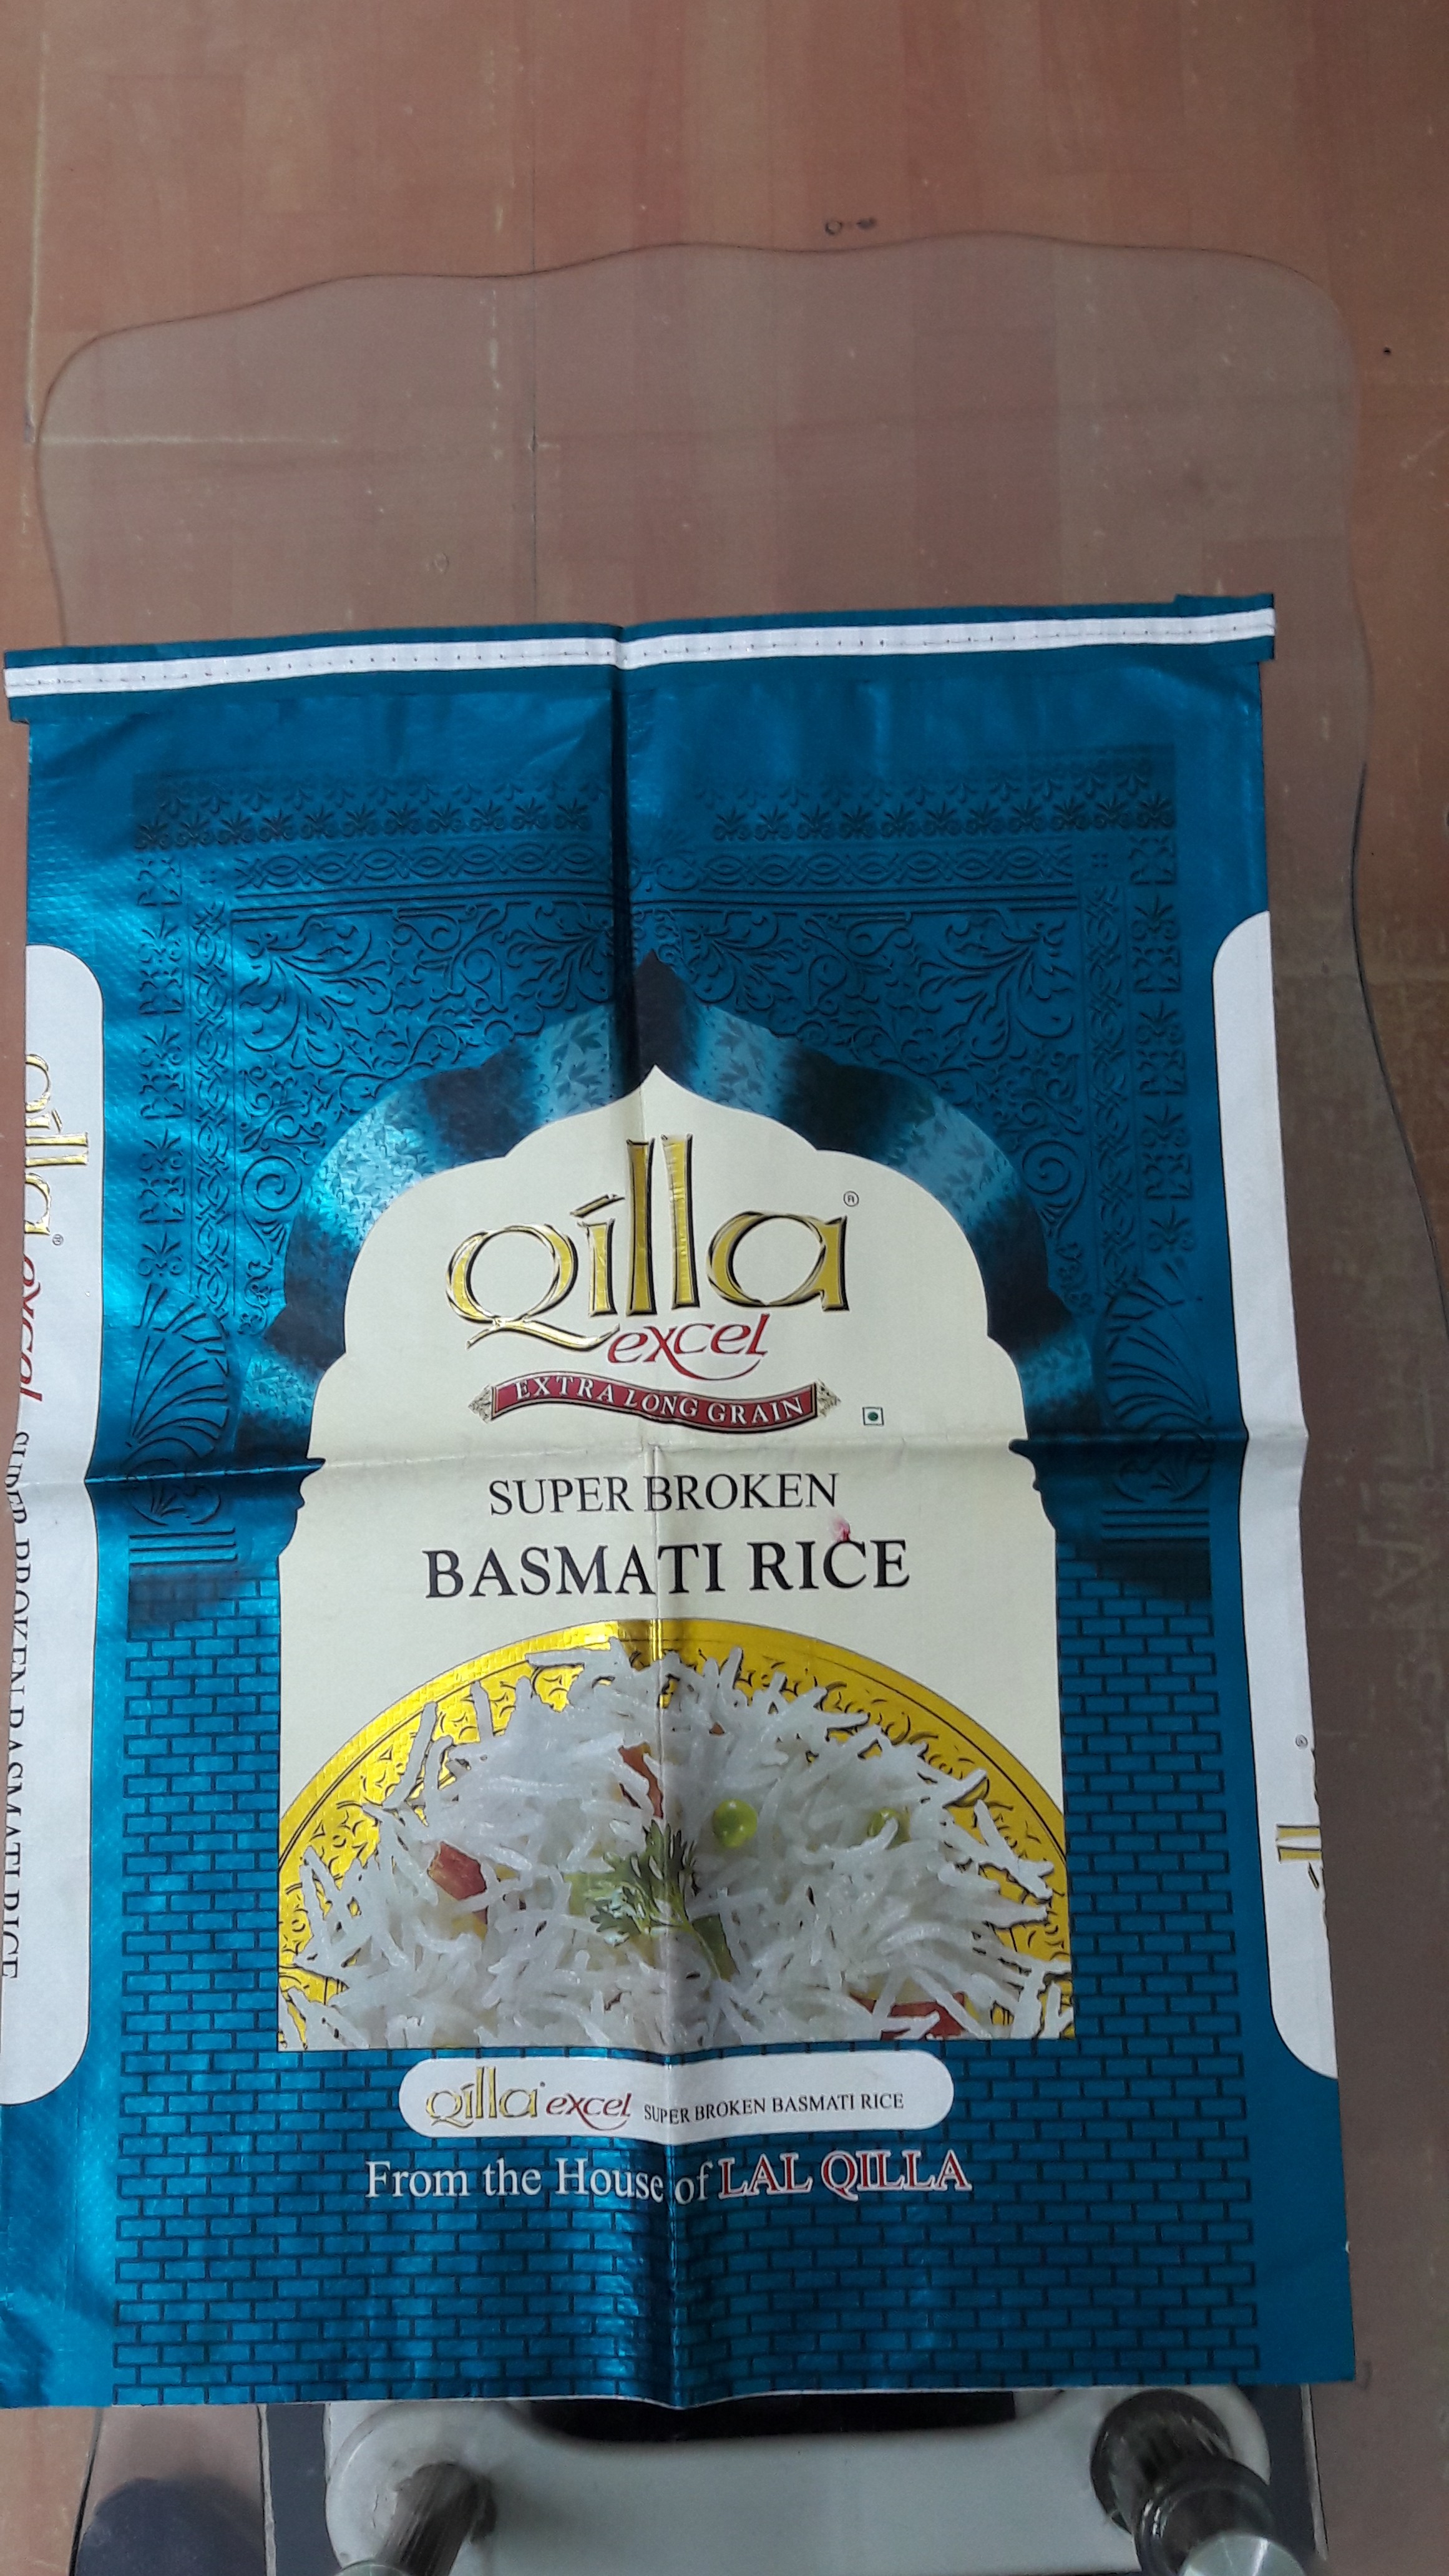 Qilla®
excel
EXTRA LONG GRAIN
SUPER BROKEN
BASMATI RICE
Qilla® excel SUPER BROKEN BASMATI RICE
From the House of LAL QILLA
Qilla® excel SUPER BROKEN BASMATI RICE